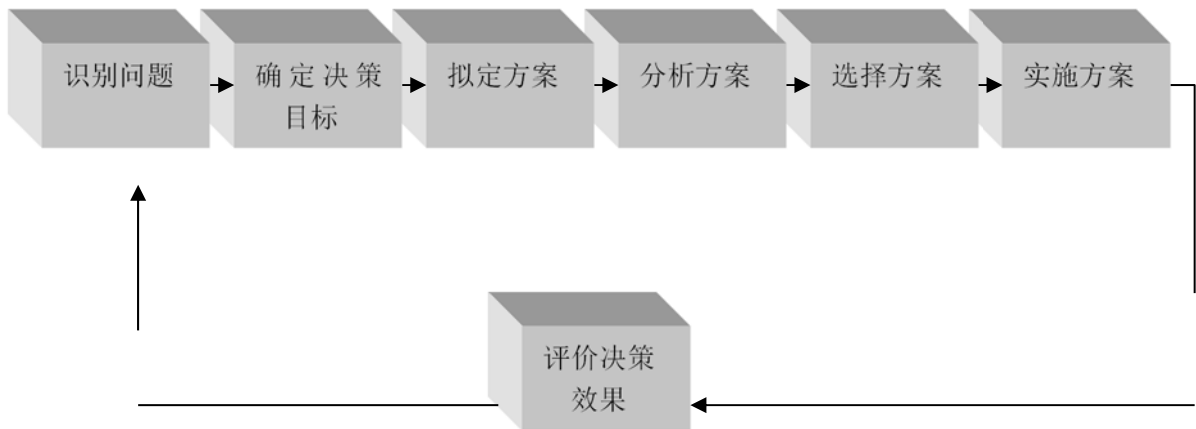 识别问题
确定决策
目标
拟定方案
分析方案
选择方案
实施方案
评价决策
效果